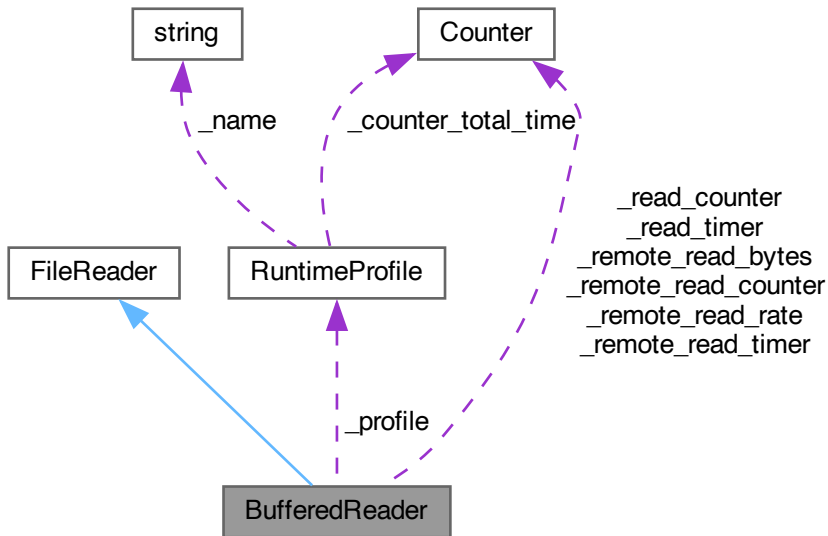 string
Counter
_name
_counter_total_time
_read_counter
_read_timer
_remote_read_bytes
_remote_read_counter
_remote_read_rate
_remote_read_timer
FileReader
RuntimeProfile
_profile
BufferedReader